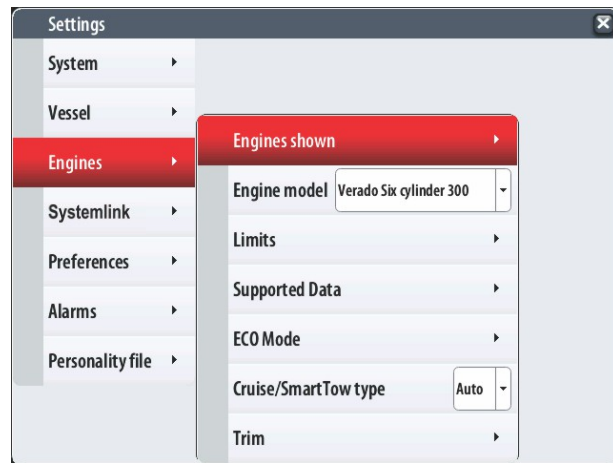 Settings
System
Vessel
Engines
Systemlink
Preferences
Alarms
Personality file
Engines shown
Engine model Verado Six cylinder 300
Limits
Supported Data
ECO Mode
Cruise/SmartTow type Auto
Trim